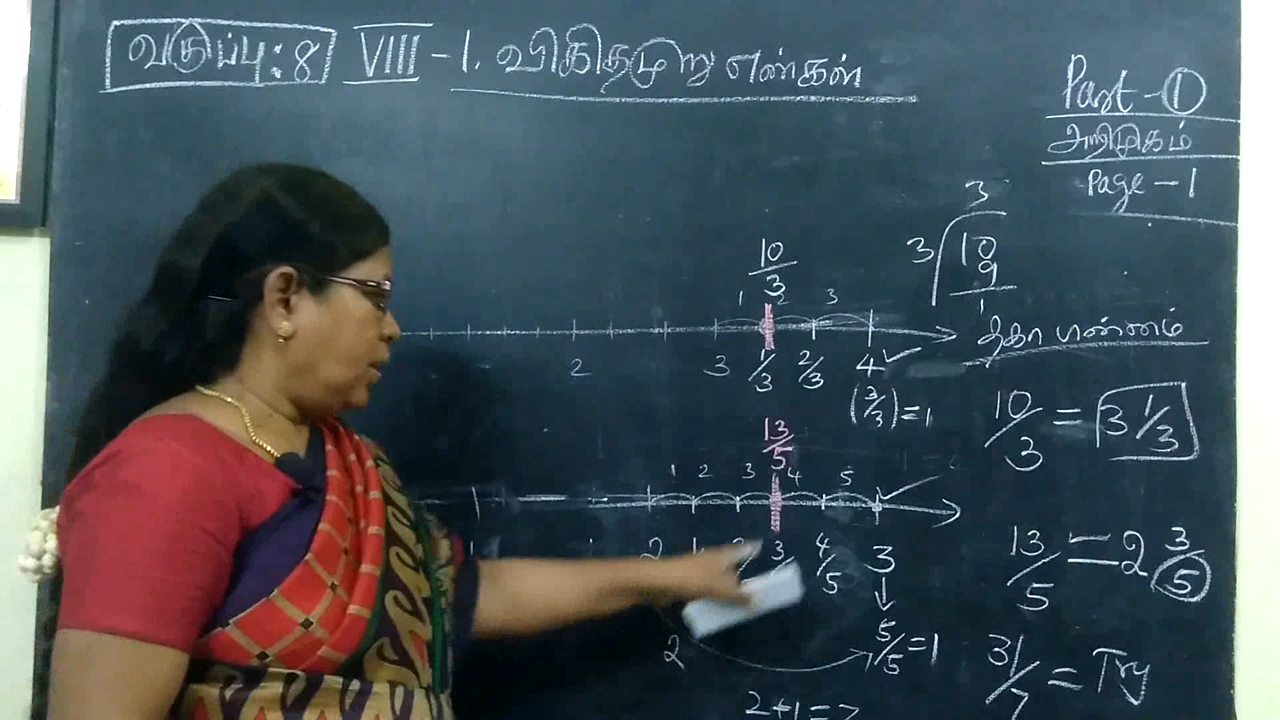 வகுப்பு : 8 VIII - 1. விகிதமுறு எண்கள்
Part - 1
அறிமுகம்
Page - 1
3
3 10
9
1
10/3
1 2 3
2 3 1/3 2/3 4
(3/3) = 1
தகா பின்னம்
10/3 = 3 1/3
13/5
1 2 3 4 5
2 3 4/5 3
13/5 = 2 3/5
5/5 = 1
2
31/7 = Try
2+1=3